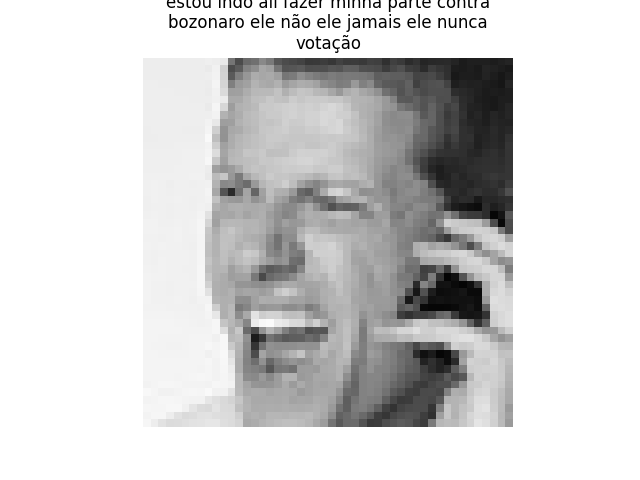 estou indo ali fazer minha parte contra
bozonaro ele não ele jamais ele nunca
votação